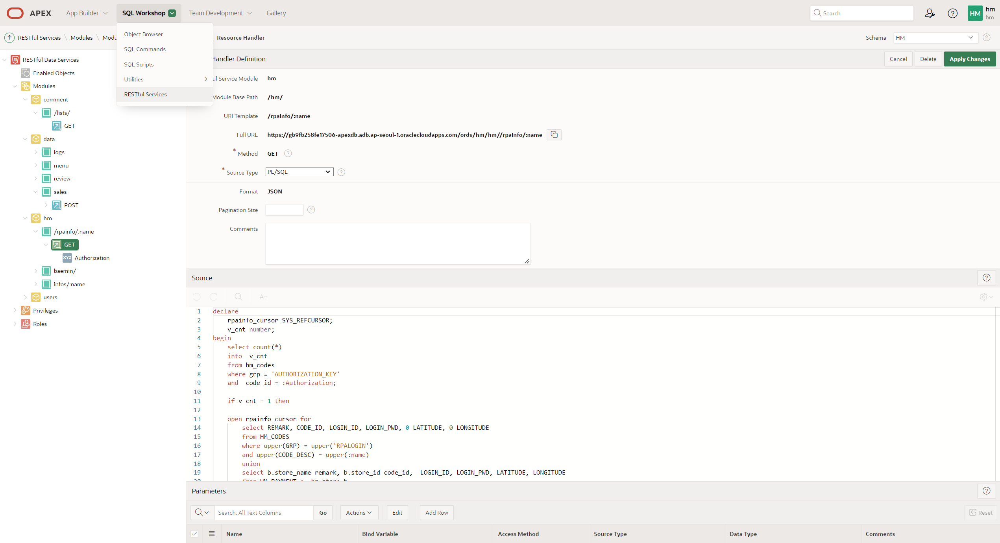 APEX
App Builder
SQL Workshop
Team Development
Gallery
Search
HM
hm
hm
Object Browser
SQL Commands
SQL Scripts
Utilities
RESTful Services
RESTful Services \ Modules \ Modu
Resource Handler
Schema
HM
RESTful Data Services
Enabled Objects
Modules
comment
/lists/
GET
data
logs
menu
review
sales
POST
hm
/rpainfo/:name
GET
XYZ Authorization
baemin/
infos/:name
users
Privileges
Roles
Handler Definition
Cancel
Delete
Apply Changes
ul Service Module hm
Module Base Path /hm/
URI Template /rpainfo/:name
Full URL https://gb9fb258fe17506-apexdb.adb.ap-seoul-1.oraclecloudapps.com/ords/hm/hm//rpainfo/:name
* Method GET
* Source Type PL/SQL
Format JSON
Pagination Size
Comments
Source
1 declare
2 rpainfo_cursor SYS_REFCURSOR;
3 v_cnt number;
4 begin
5 select count(*)
6 into  v_cnt
7 from hm_codes
8 where grp = 'AUTHORIZATION_KEY'
9 and  code_id = :Authorization;
10
11 if v_cnt = 1 then
12
13 open rpainfo_cursor for
14 select REMARK, CODE_ID, LOGIN_ID, LOGIN_PWD, 0 LATITUDE, 0 LONGITUDE
15 from HM_CODES
16 where upper(GRP) = upper('RPALOGIN')
17 and upper(CODE_DESC) = upper(:name)
18 union
19 select b.store_name remark, b.store_id code_id,  LOGIN_ID, LOGIN_PWD, LATITUDE, LONGITUDE
20 from HM_PAYMENT a, hm_store b
Parameters
Search: All Text Columns
Go
Actions
Edit
Add Row
Reset
Name
Bind Variable
Access Method
Source Type
Data Type
Comments